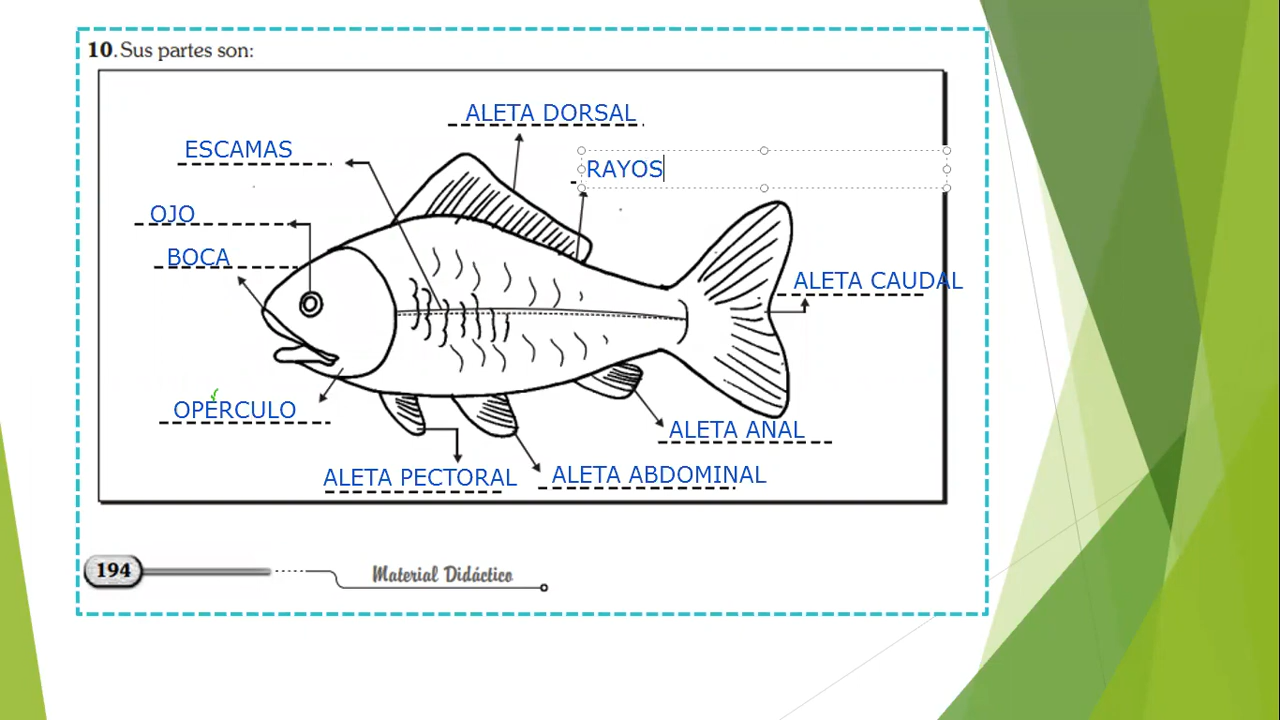 10. Sus partes son:
ALETA DORSAL
ESCAMAS
RAYOS
OJO
BOCA
ALETA CAUDAL
OPÉRCULO
ALETA ANAL
ALETA PECTORAL
ALETA ABDOMINAL
194
Material Didáctico